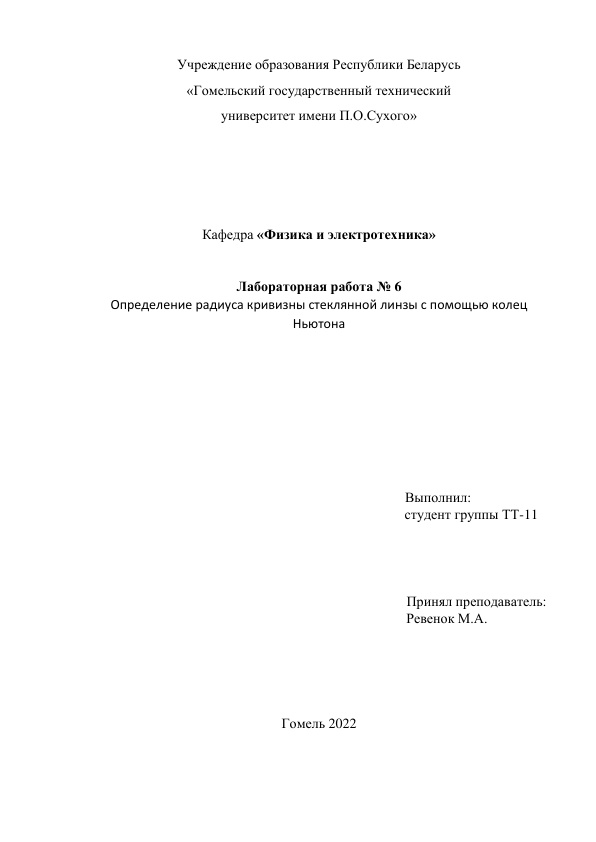 Учреждение образования Республики Беларусь
«Гомельский государственный технический
университет имени П.О.Сухого»
Кафедра «Физика и электротехника»
Лабораторная работа № 6
Определение радиуса кривизны стеклянной линзы с помощью колец
Ньютона
Выполнил:
студент группы ТТ-11
Принял преподаватель:
Ревенок М.А.
Гомель 2022